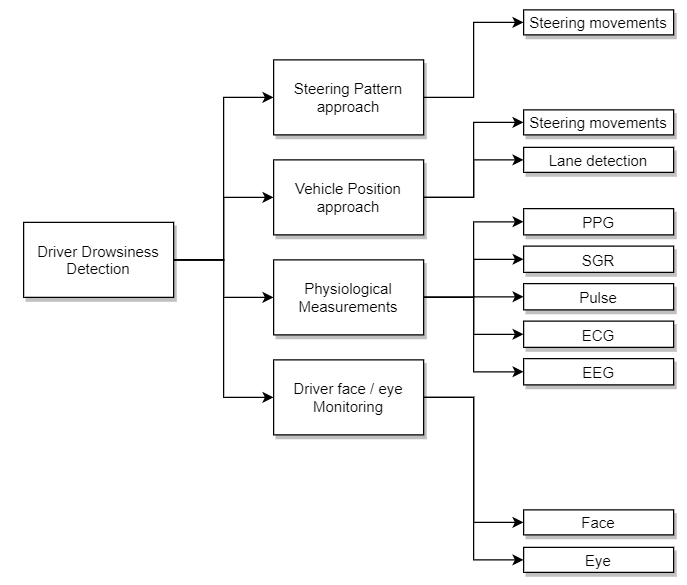 Steering movements
Steering Pattern
approach
Steering movements
Vehicle Position
approach
Lane detection
Driver Drowsiness
Detection
Physiological
Measurements
PPG
SGR
Pulse
ECG
EEG
Driver face / eye
Monitoring
Face
Eye